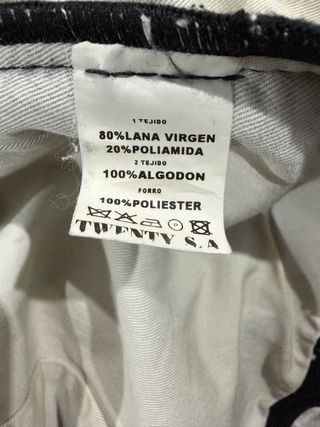 1 TEJIDO
80%LANA VIRGEN
20%POLIAMIDA
2 TEJIDO
100%ALGODON
FORRO
100%POLIESTER
TWENTY S.A